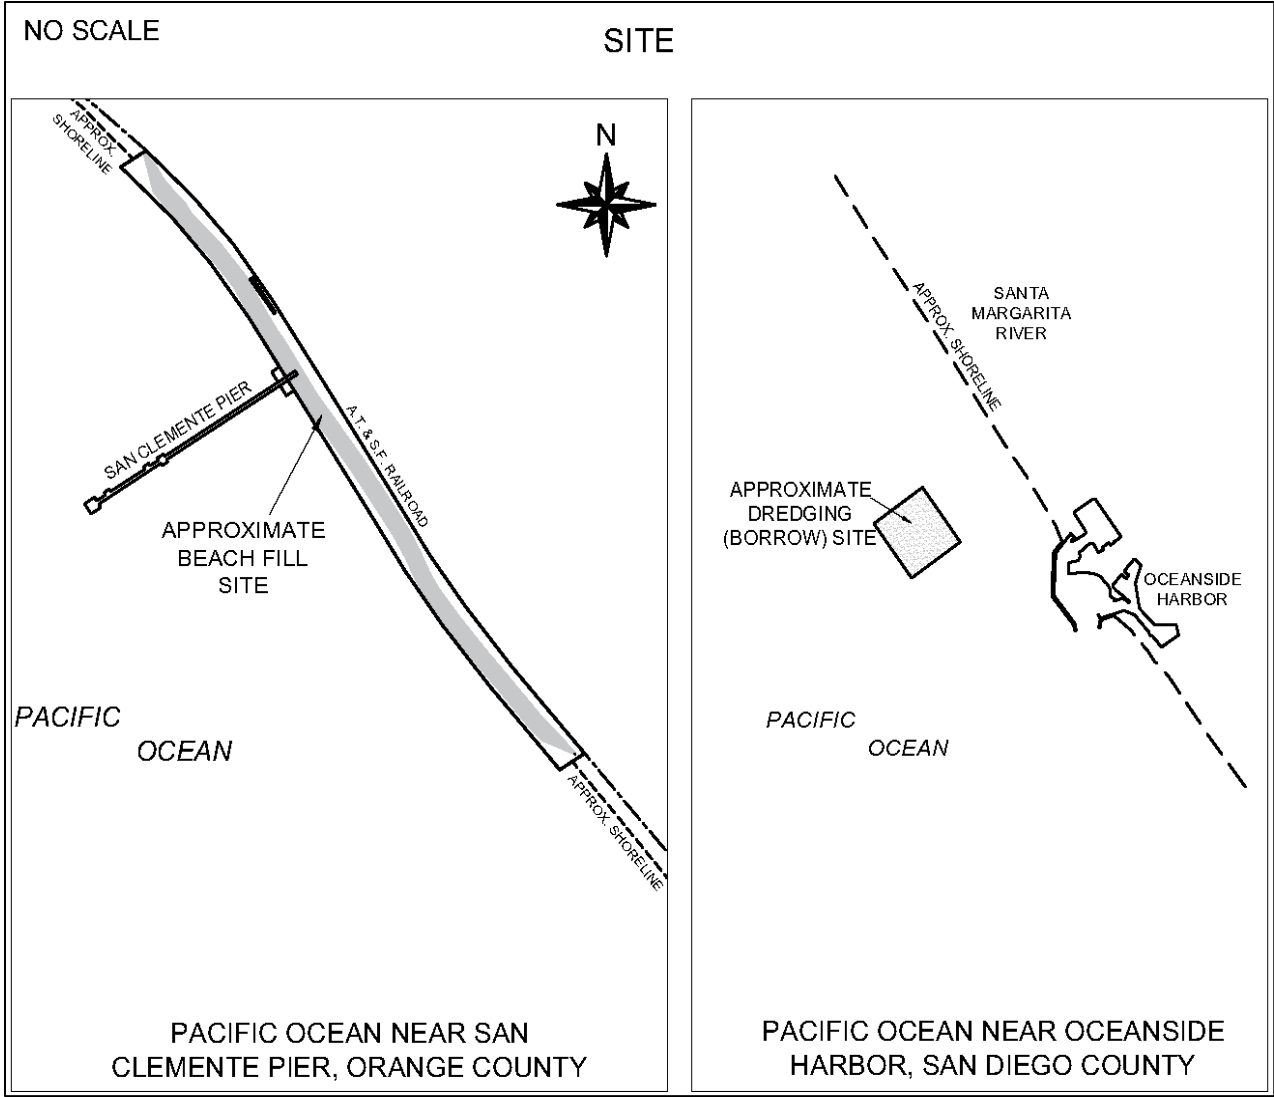 NO SCALE
SITE
APPROX.
SHORELINE
N
SAN CLEMENTE PIER
A.T. & S.F. RAILROAD
APPROXIMATE
BEACH FILL
SITE
PACIFIC
OCEAN
APPROX. SHORELINE
PACIFIC OCEAN NEAR SAN
CLEMENTE PIER, ORANGE COUNTY
SANTA
MARGARITA
RIVER
APPROX. SHORELINE
APPROXIMATE
DREDGING
(BORROW) SITE
OCEANSIDE
HARBOR
PACIFIC
OCEAN
PACIFIC OCEAN NEAR OCEANSIDE
HARBOR, SAN DIEGO COUNTY